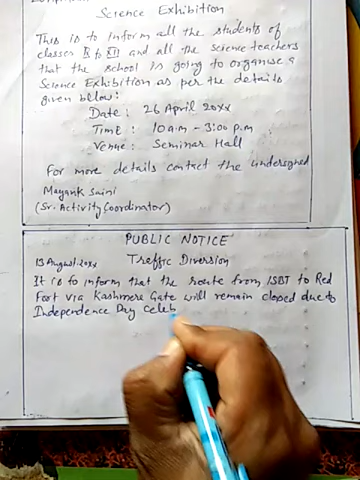 Science Exhibition
This is to inform all the students of
classes X to XII and all the science teachers
that the school is going to organise a
Science Exhibition as per the details
given bllow:
Date: 26 April 20xx
Time: 10 a.m - 3:00 p.m
Venue: Seminar Hall
For more details contact the undersigned
Mayank Saini
(Sr. Activity Coordinator)
PUBLIC NOTICE
13 August 20xx Traffic Diversion
It is to inform that the route from ISBT to Red
Fort via Kashmere Gate will remain closed due to
Independence Day Celeb